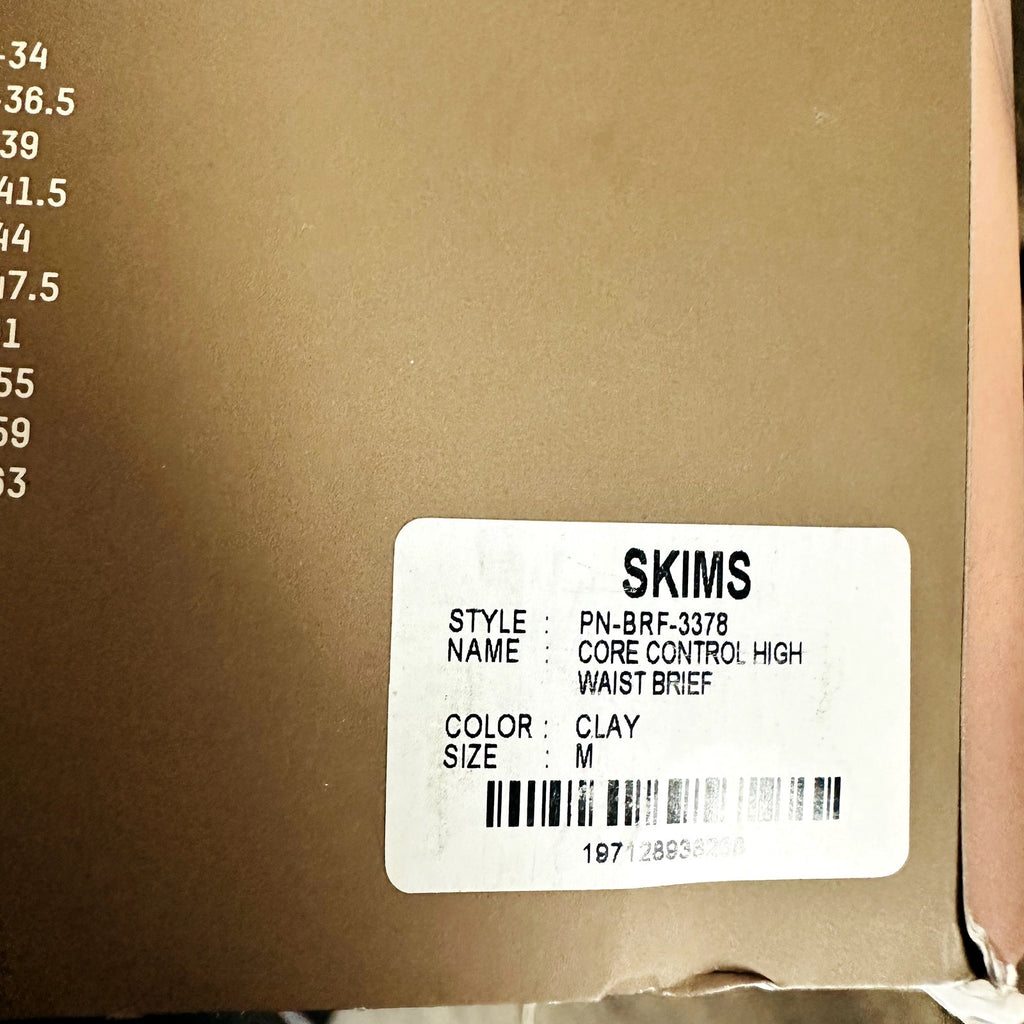 -34
-36.5
39
41.5
44
7.5
1
55
59
63
SKIMS
STYLE : PN-BRF-3378
NAME : CORE CONTROL HIGH
WAIST BRIEF
COLOR : CLAY
SIZE : M